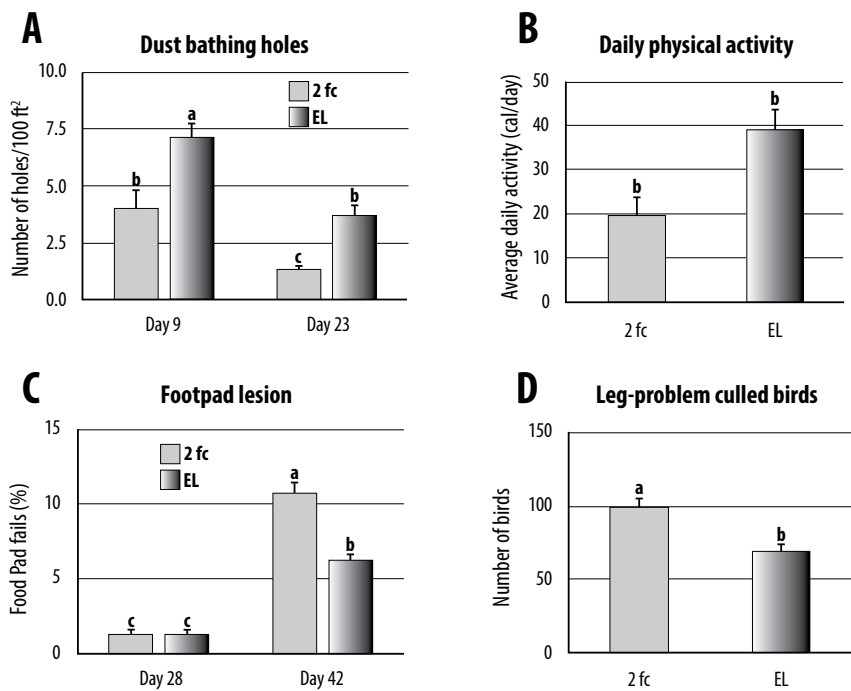 A
Dust bathing holes
Number of holes/100 ft²
10.0
7.5
5.0
2.5
0.0
2 fc
EL
b
a
c
b
Day 9
Day 23
B
Daily physical activity
Average daily activity (cal/day)
50
40
30
20
10
0
b
b
2 fc
EL
C
Footpad lesion
Food Pad fails (%)
15
10
5
0
2 fc
EL
c
c
a
b
Day 28
Day 42
D
Leg-problem culled birds
Number of birds
150
100
50
0
a
b
2 fc
EL